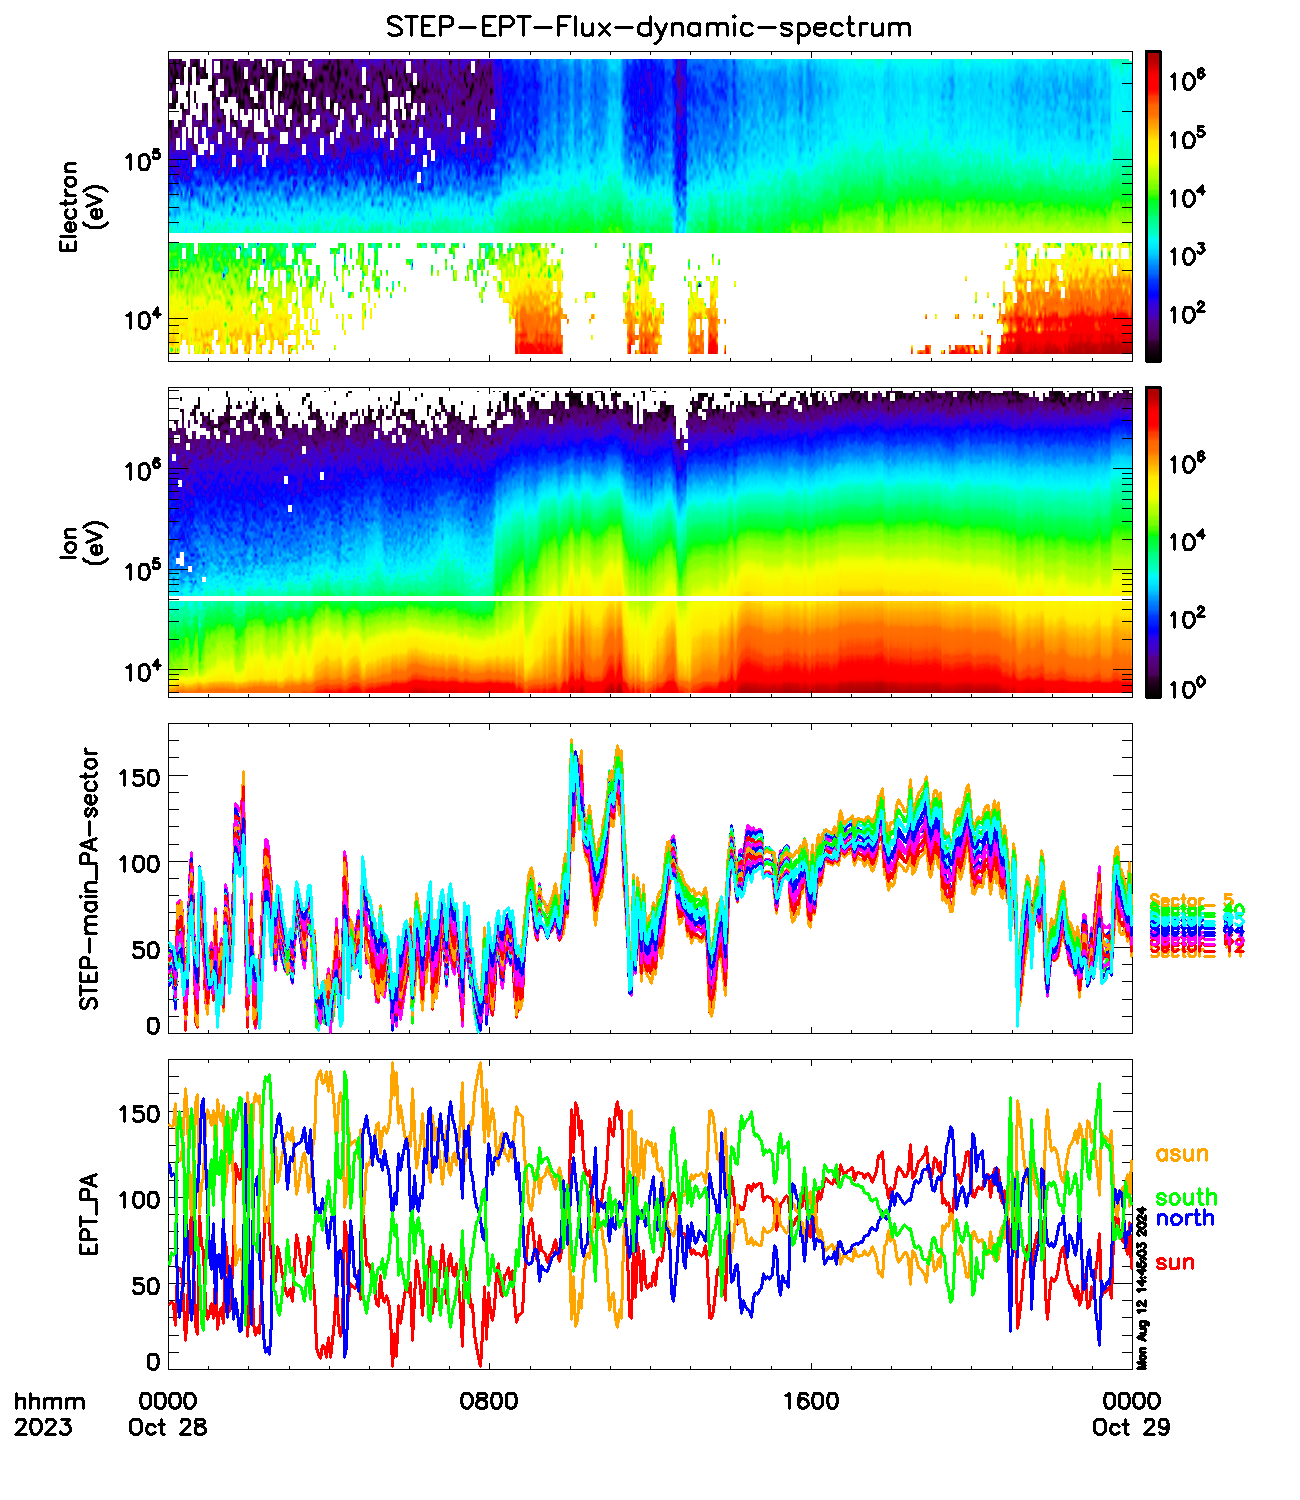 STEP-EPT-Flux-dynamic-spectrum
Electron
(eV)
10^5
10^4
10^6
10^5
10^4
10^3
10^2
Ion
(eV)
10^6
10^5
10^4
10^6
10^4
10^2
10^0
STEP-main_PA-sector
150
100
50
0
Sector- 5
Sector- 12
EPT_PA
150
100
50
0
asun
south
north
sun
Mon Aug 12 14:45:03 2024
hhmm 0000 0800 1600 0000
2023 Oct 28 Oct 29